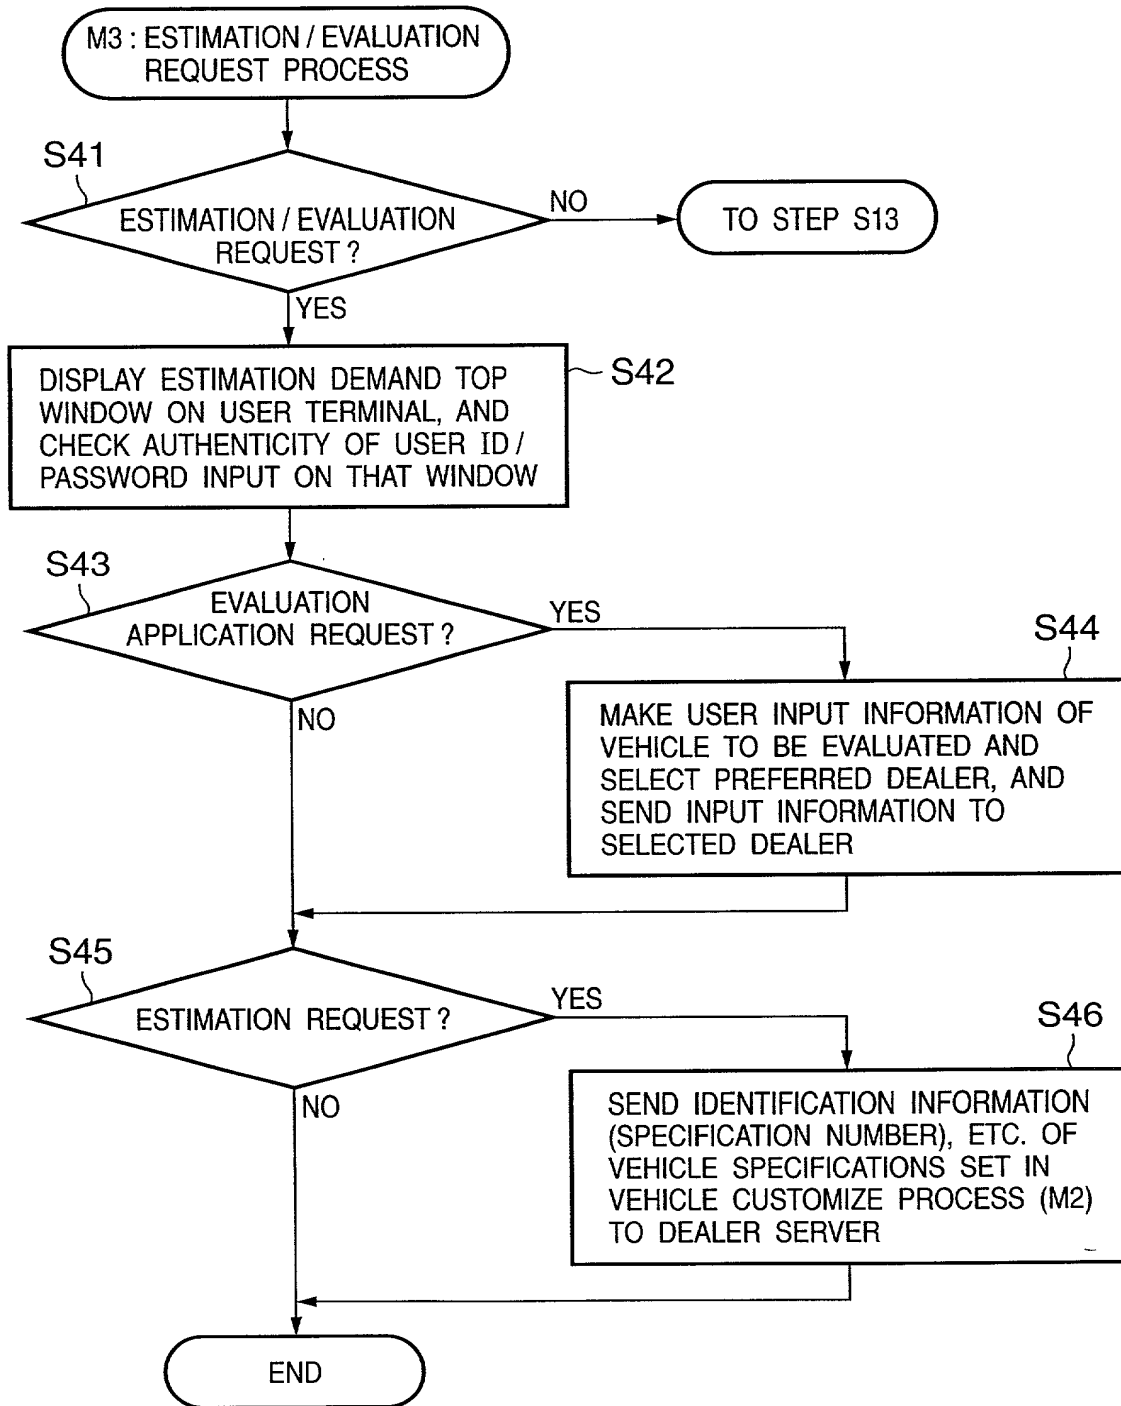 M3 : ESTIMATION / EVALUATION
REQUEST PROCESS
S41
ESTIMATION / EVALUATION
REQUEST ?
NO
TO STEP S13
YES
S42
DISPLAY ESTIMATION DEMAND TOP
WINDOW ON USER TERMINAL, AND
CHECK AUTHENTICITY OF USER ID /
PASSWORD INPUT ON THAT WINDOW
S43
EVALUATION
APPLICATION REQUEST ?
YES
NO
S44
MAKE USER INPUT INFORMATION OF
VEHICLE TO BE EVALUATED AND
SELECT PREFERRED DEALER, AND
SEND INPUT INFORMATION TO
SELECTED DEALER
S45
ESTIMATION REQUEST ?
YES
NO
S46
SEND IDENTIFICATION INFORMATION
(SPECIFICATION NUMBER), ETC. OF
VEHICLE SPECIFICATIONS SET IN
VEHICLE CUSTOMIZE PROCESS (M2)
TO DEALER SERVER
END